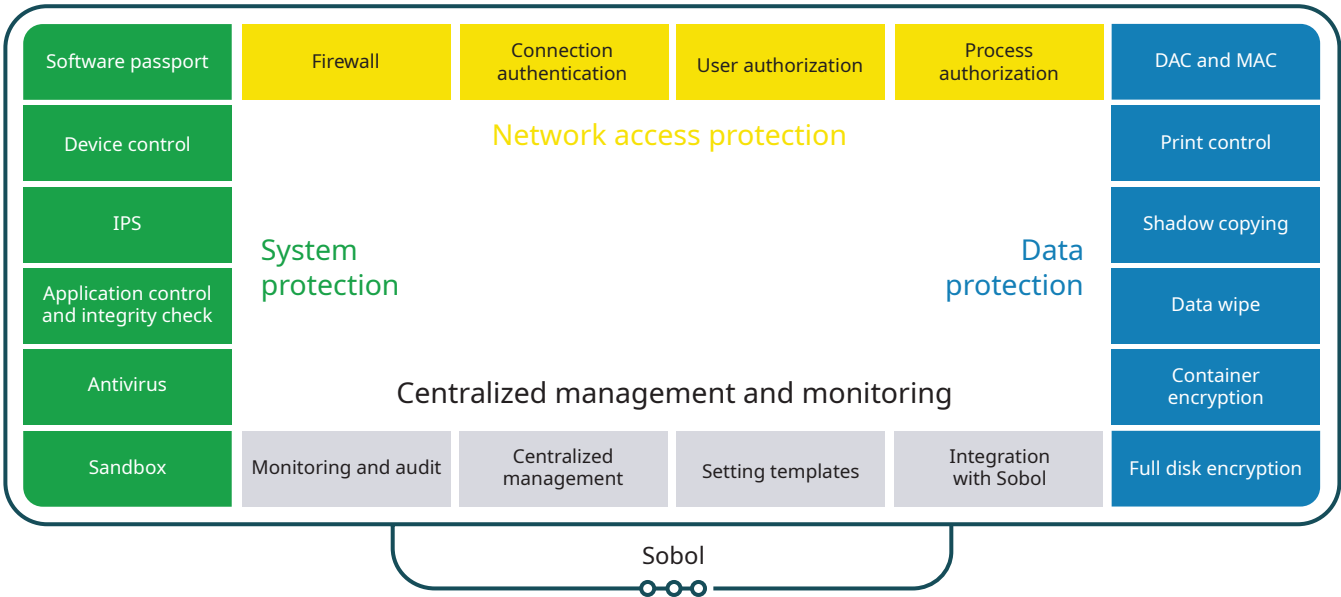 Software passport
Firewall
Connection
authentication
User authorization
Process
authorization
DAC and MAC
Device control
Network access protection
Print control
IPS
Shadow copying
System
protection
Data
protection
Application control
and integrity check
Data wipe
Antivirus
Centralized management and monitoring
Container
encryption
Sandbox
Monitoring and audit
Centralized
management
Setting templates
Integration
with Sobol
Full disk encryption
Sobol